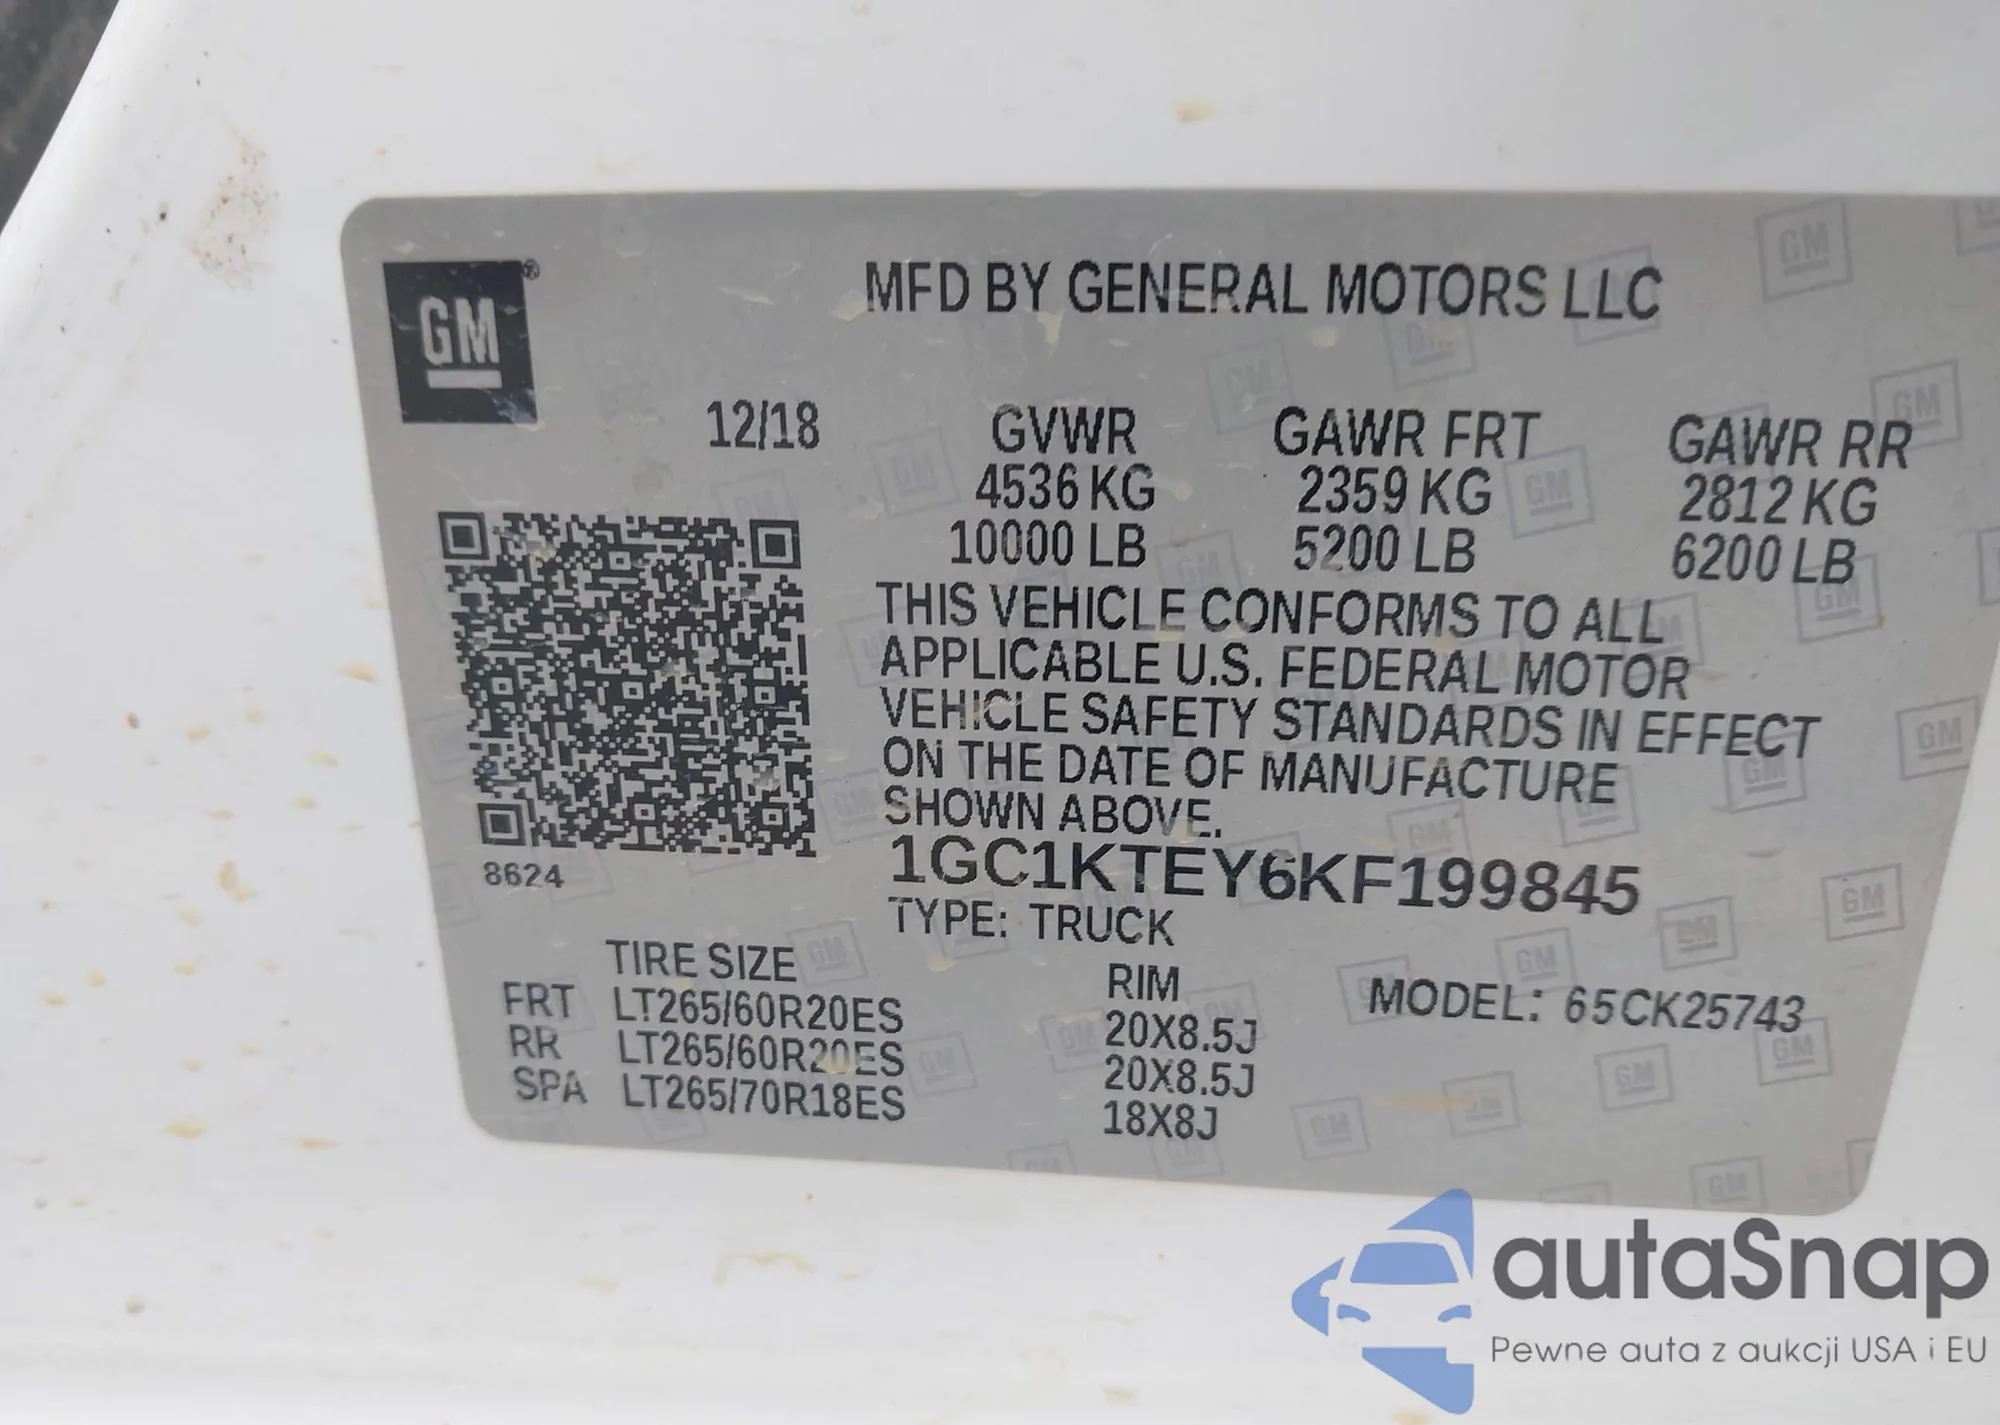 GM®
MFD BY GENERAL MOTORS LLC
12/18 GVWR GAWR FRT GAWR RR
4536 KG 2359 KG 2812 KG
10000 LB 5200 LB 6200 LB
THIS VEHICLE CONFORMS TO ALL
APPLICABLE U.S. FEDERAL MOTOR
VEHICLE SAFETY STANDARDS IN EFFECT
ON THE DATE OF MANUFACTURE
SHOWN ABOVE.
1GC1KTEY6KF199845
8624
TYPE: TRUCK
TIRE SIZE RIM MODEL: 65CK25743
FRT LT265/60R20ES 20X8.5J
RR LT265/60R20ES 20X8.5J
SPA LT265/70R18ES 18X8J
autaSnap
Pewne auta z aukcji USA i EU